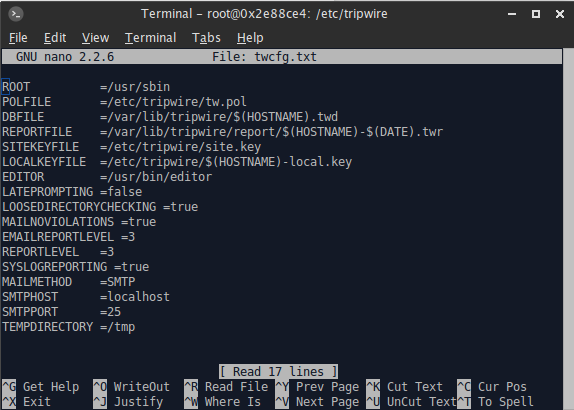 Terminal - root@0x2e88ce4: /etc/tripwire
File Edit View Terminal Tabs Help
GNU nano 2.2.6 File: twcfg.txt
ROOT =/usr/sbin
POLFILE =/etc/tripwire/tw.pol
DBFILE =/var/lib/tripwire/$(HOSTNAME).twd
REPORTFILE =/var/lib/tripwire/report/$(HOSTNAME)-$(DATE).twr
SITEKEYFILE =/etc/tripwire/site.key
LOCALKEYFILE =/etc/tripwire/$(HOSTNAME)-local.key
EDITOR =/usr/bin/editor
LATEPROMPTING =false
LOOSEDIRECTORYCHECKING =true
MAILNOVIOLATIONS =true
EMAILREPORTLEVEL =3
REPORTLEVEL =3
SYSLOGREPORTING =true
MAILMETHOD =SMTP
SMTPHOST =localhost
SMTPPORT =25
TEMPDIRECTORY =/tmp
[ Read 17 lines ]
^G Get Help ^O WriteOut ^R Read File ^Y Prev Page ^K Cut Text ^C Cur Pos
^X Exit ^J Justify ^W Where Is ^V Next Page ^U UnCut Text ^T To Spell